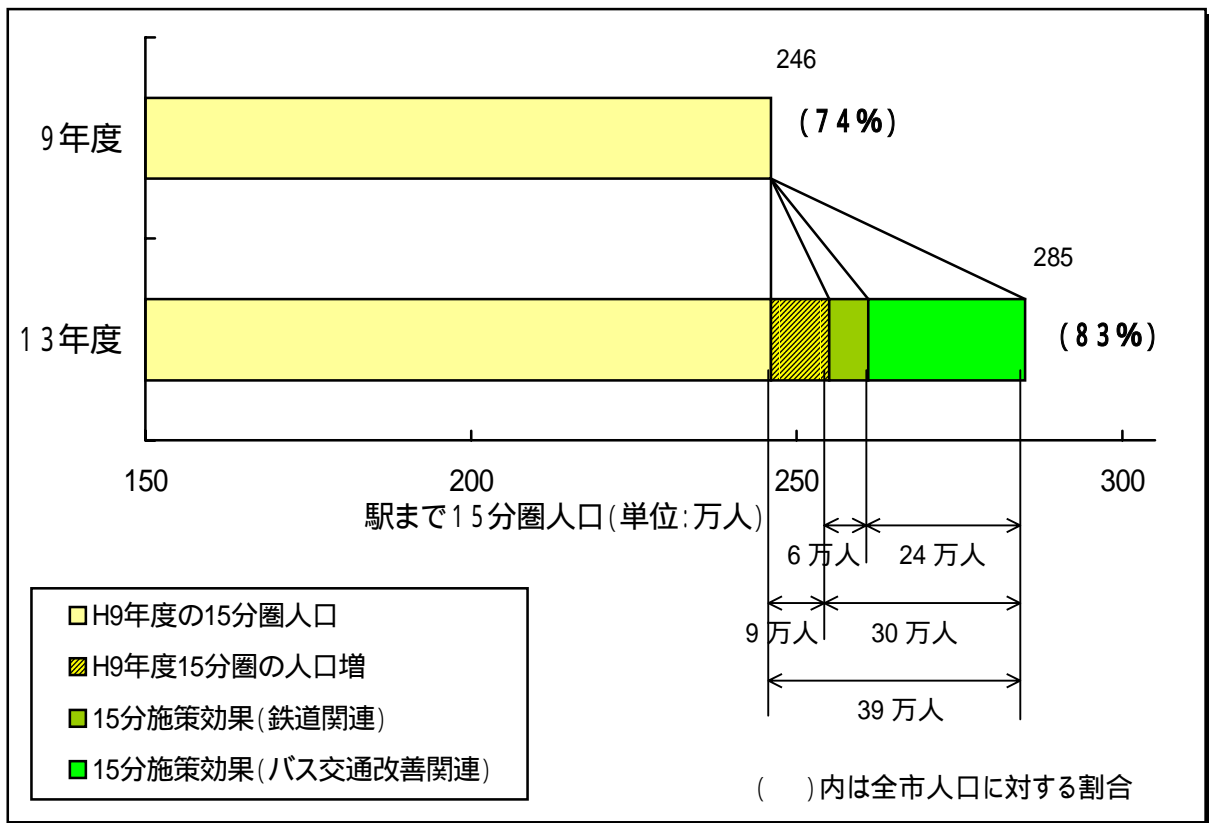 246
(74%)
9年度
285
13年度
(83%)
150
200
250
300
駅まで15分圏人口(単位:万人)
6万人
24万人
9万人
30万人
39万人
H9年度の15分圏人口
H9年度15分圏の人口増
15分施策効果(鉄道関連)
15分施策効果(バス交通改善関連)
(　)内は全市人口に対する割合